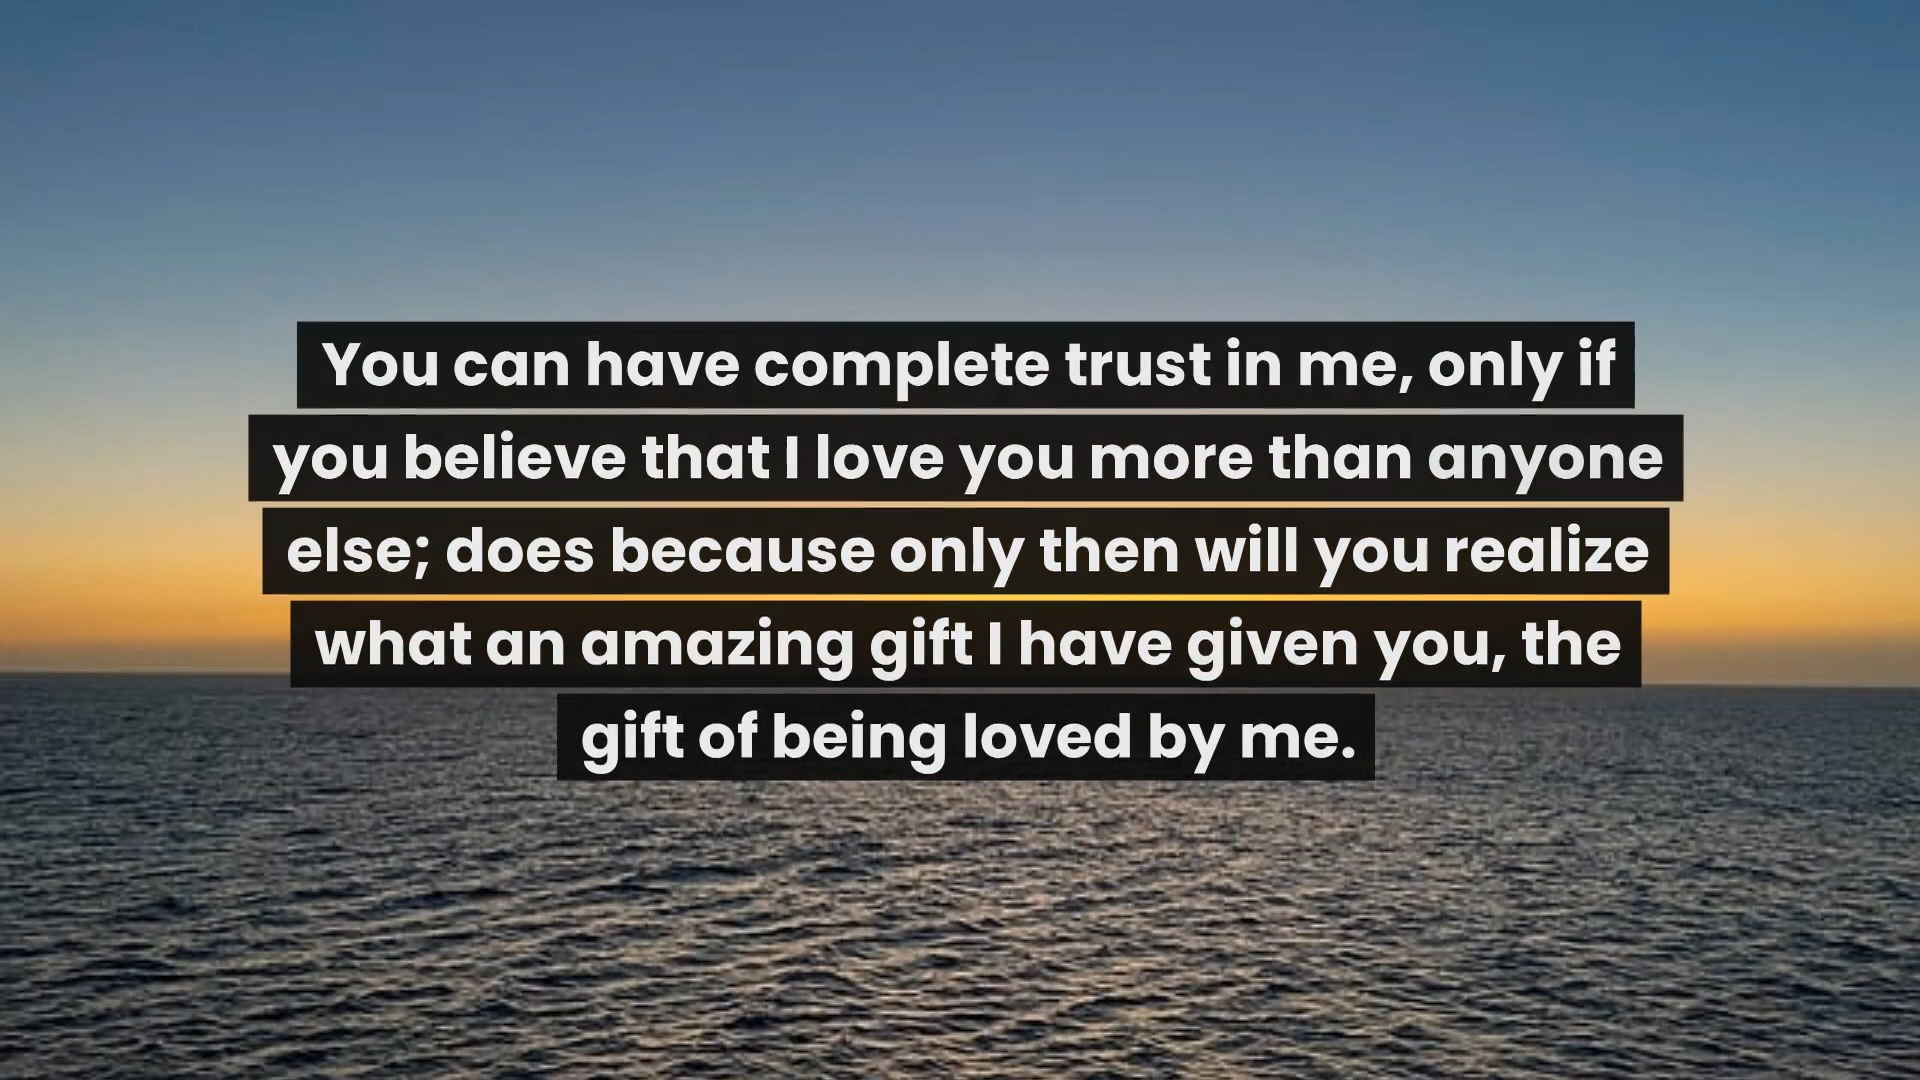 You can have complete trust in me, only if
you believe that I love you more than anyone
else; does because only then will you realize
what an amazing gift I have given you, the
gift of being loved by me.